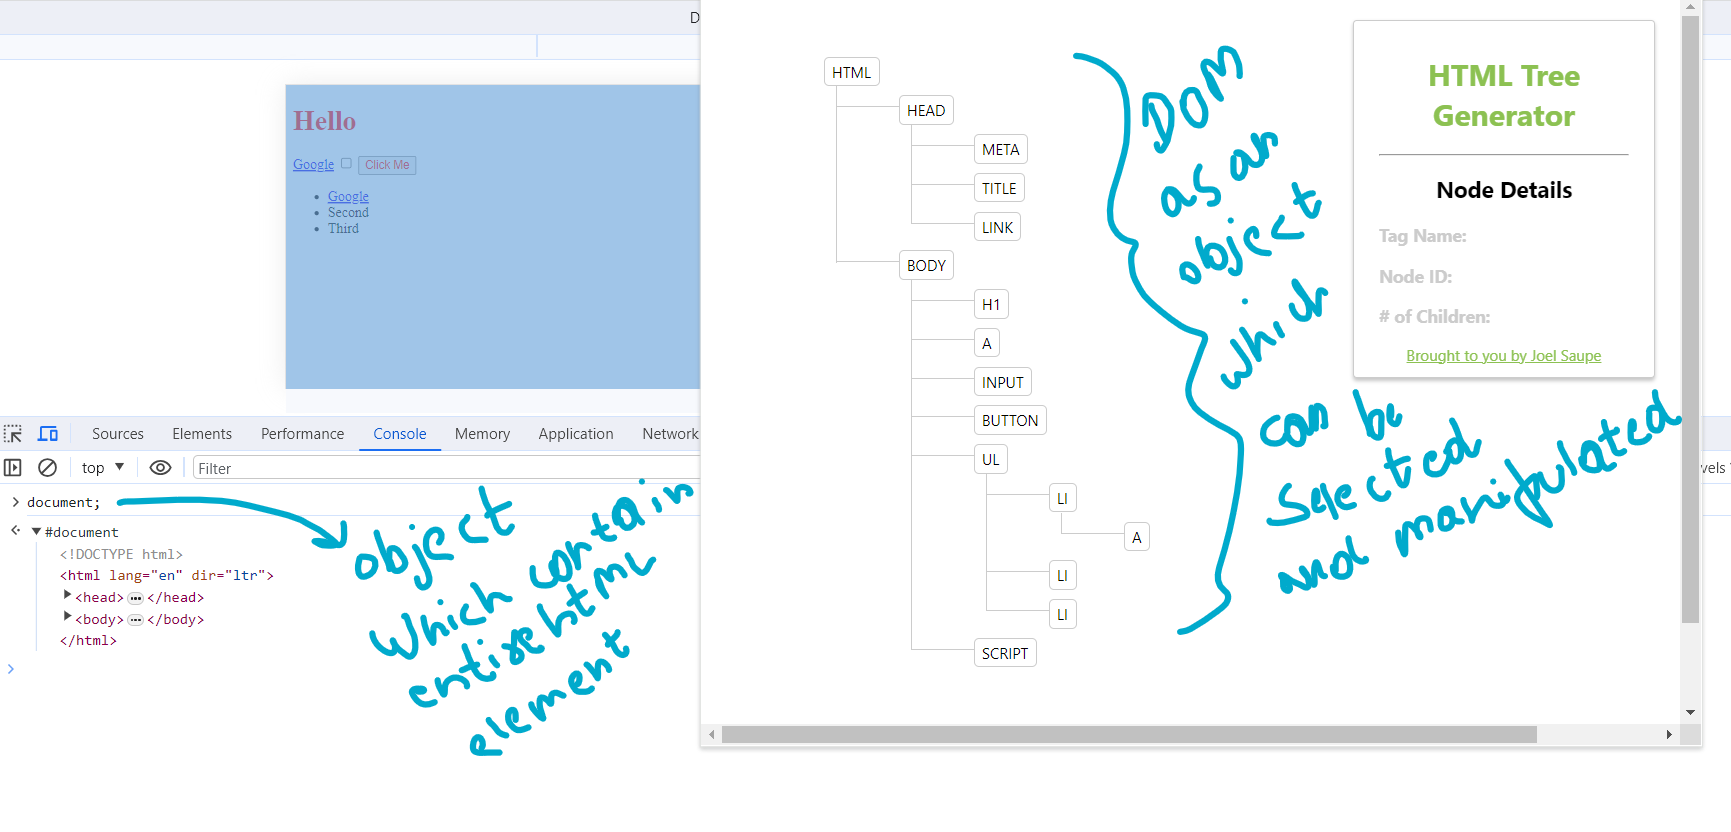 D
Hello
Google Click Me
Google
Second
Third
Sources Elements Performance Console Memory Application Network
top Filter
document;
#document
<!DOCTYPE html>
<html lang="en" dir="ltr">
<head> … </head>
<body> … </body>
</html>
object
which contain
entire html
element
HTML
HEAD
META
TITLE
LINK
BODY
H1
A
INPUT
BUTTON
UL
LI
A
LI
LI
SCRIPT
DOM
as an
object
which
can be
selected
and manipulated
HTML Tree
Generator
Node Details
Tag Name:
Node ID:
# of Children:
Brought to you by Joel Saupe
vels